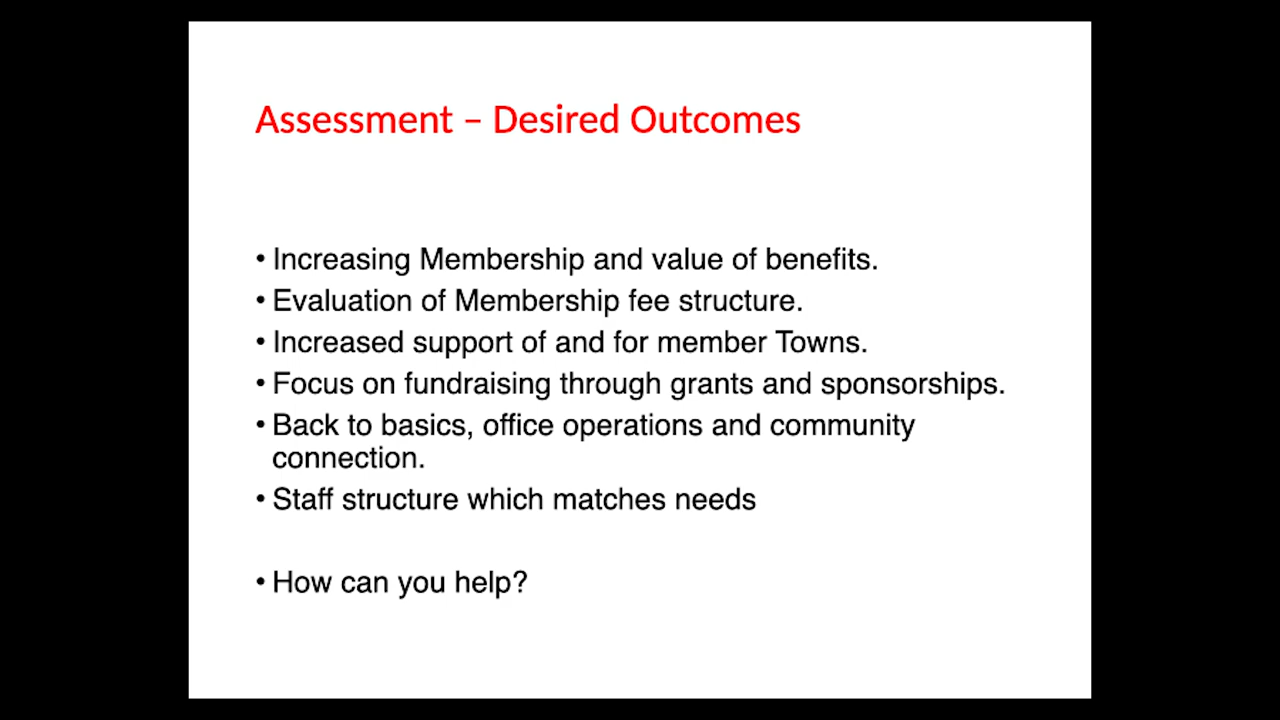 Assessment – Desired Outcomes
• Increasing Membership and value of benefits.
• Evaluation of Membership fee structure.
• Increased support of and for member Towns.
• Focus on fundraising through grants and sponsorships.
• Back to basics, office operations and community
connection.
• Staff structure which matches needs
• How can you help?